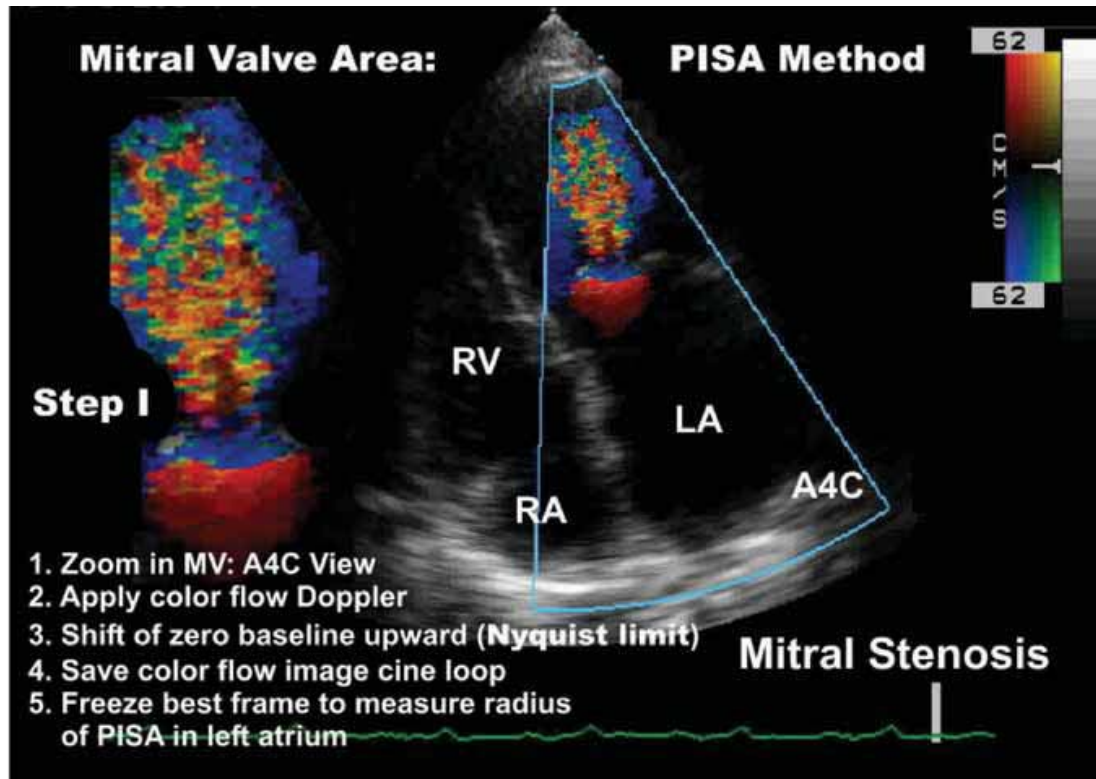 Mitral Valve Area: PISA Method
62
CM/S
62
RV
Step I
LA
A4C
RA
1. Zoom in MV: A4C View
2. Apply color flow Doppler
3. Shift of zero baseline upward (Nyquist limit)
4. Save color flow image cine loop
5. Freeze best frame to measure radius
of PISA in left atrium
Mitral Stenosis